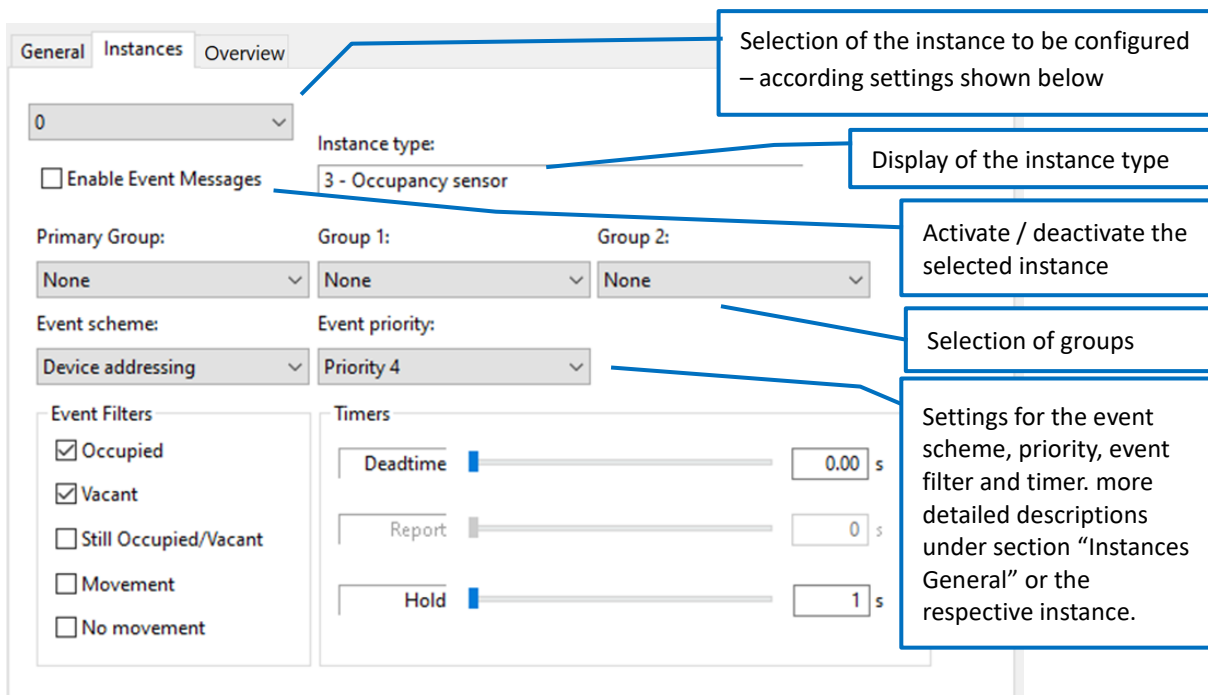 General Instances Overview
Selection of the instance to be configured
– according settings shown below
0
Instance type:
Display of the instance type
Enable Event Messages
3 - Occupancy sensor
Activate / deactivate the
selected instance
Primary Group: Group 1: Group 2:
None None None
Selection of groups
Event scheme: Event priority:
Device addressing Priority 4
Settings for the event
scheme, priority, event
filter and timer. more
detailed descriptions
under section “Instances
General” or the
respective instance.
Event Filters
Occupied
Vacant
Still Occupied/Vacant
Movement
No movement
Timers
Deadtime 0.00 s
Report 0 s
Hold 1 s